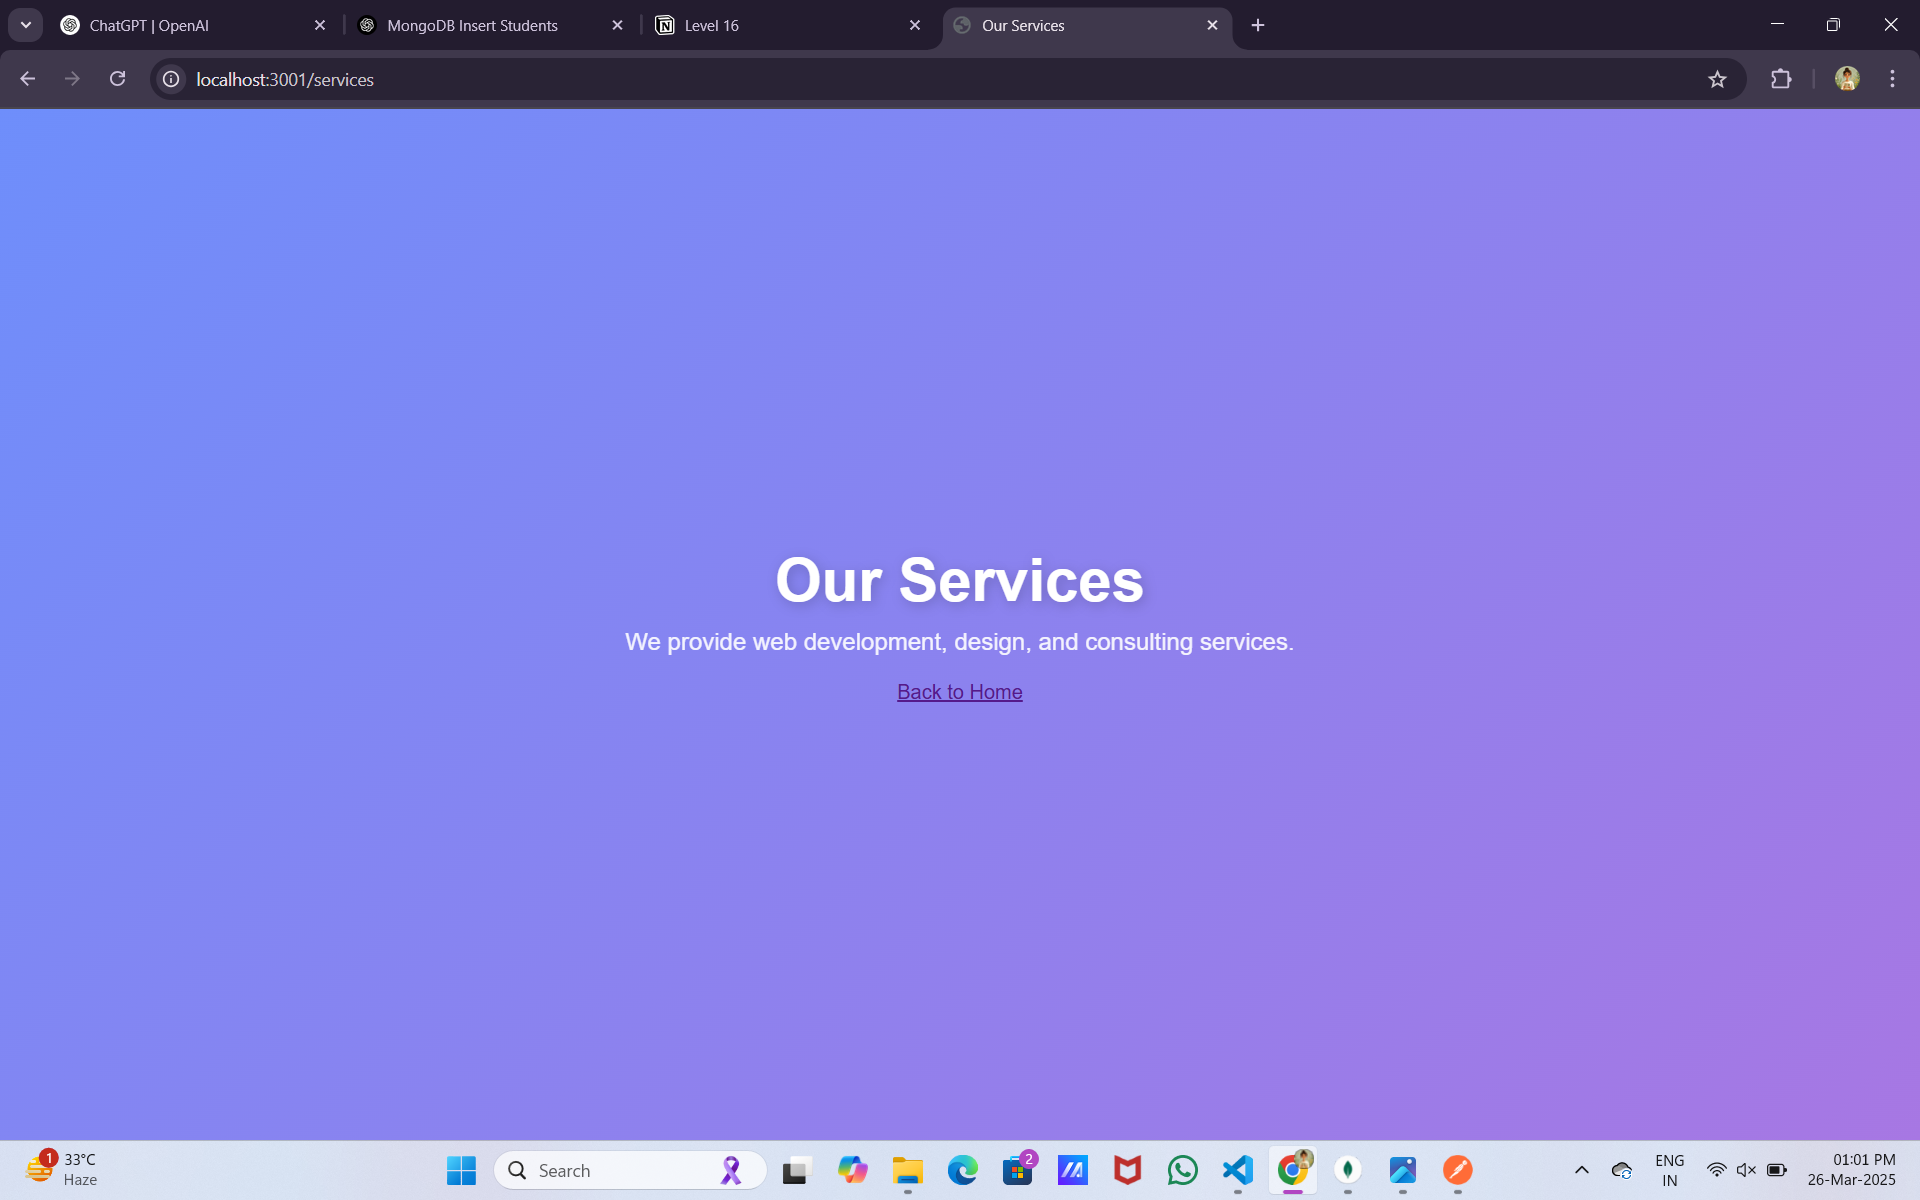 ChatGPT | OpenAI
MongoDB Insert Students
Level 16
Our Services
localhost:3001/services
Our Services
We provide web development, design, and consulting services.
Back to Home
1
33°C
Haze
Search
2
ENG
IN
01:01 PM
26-Mar-2025